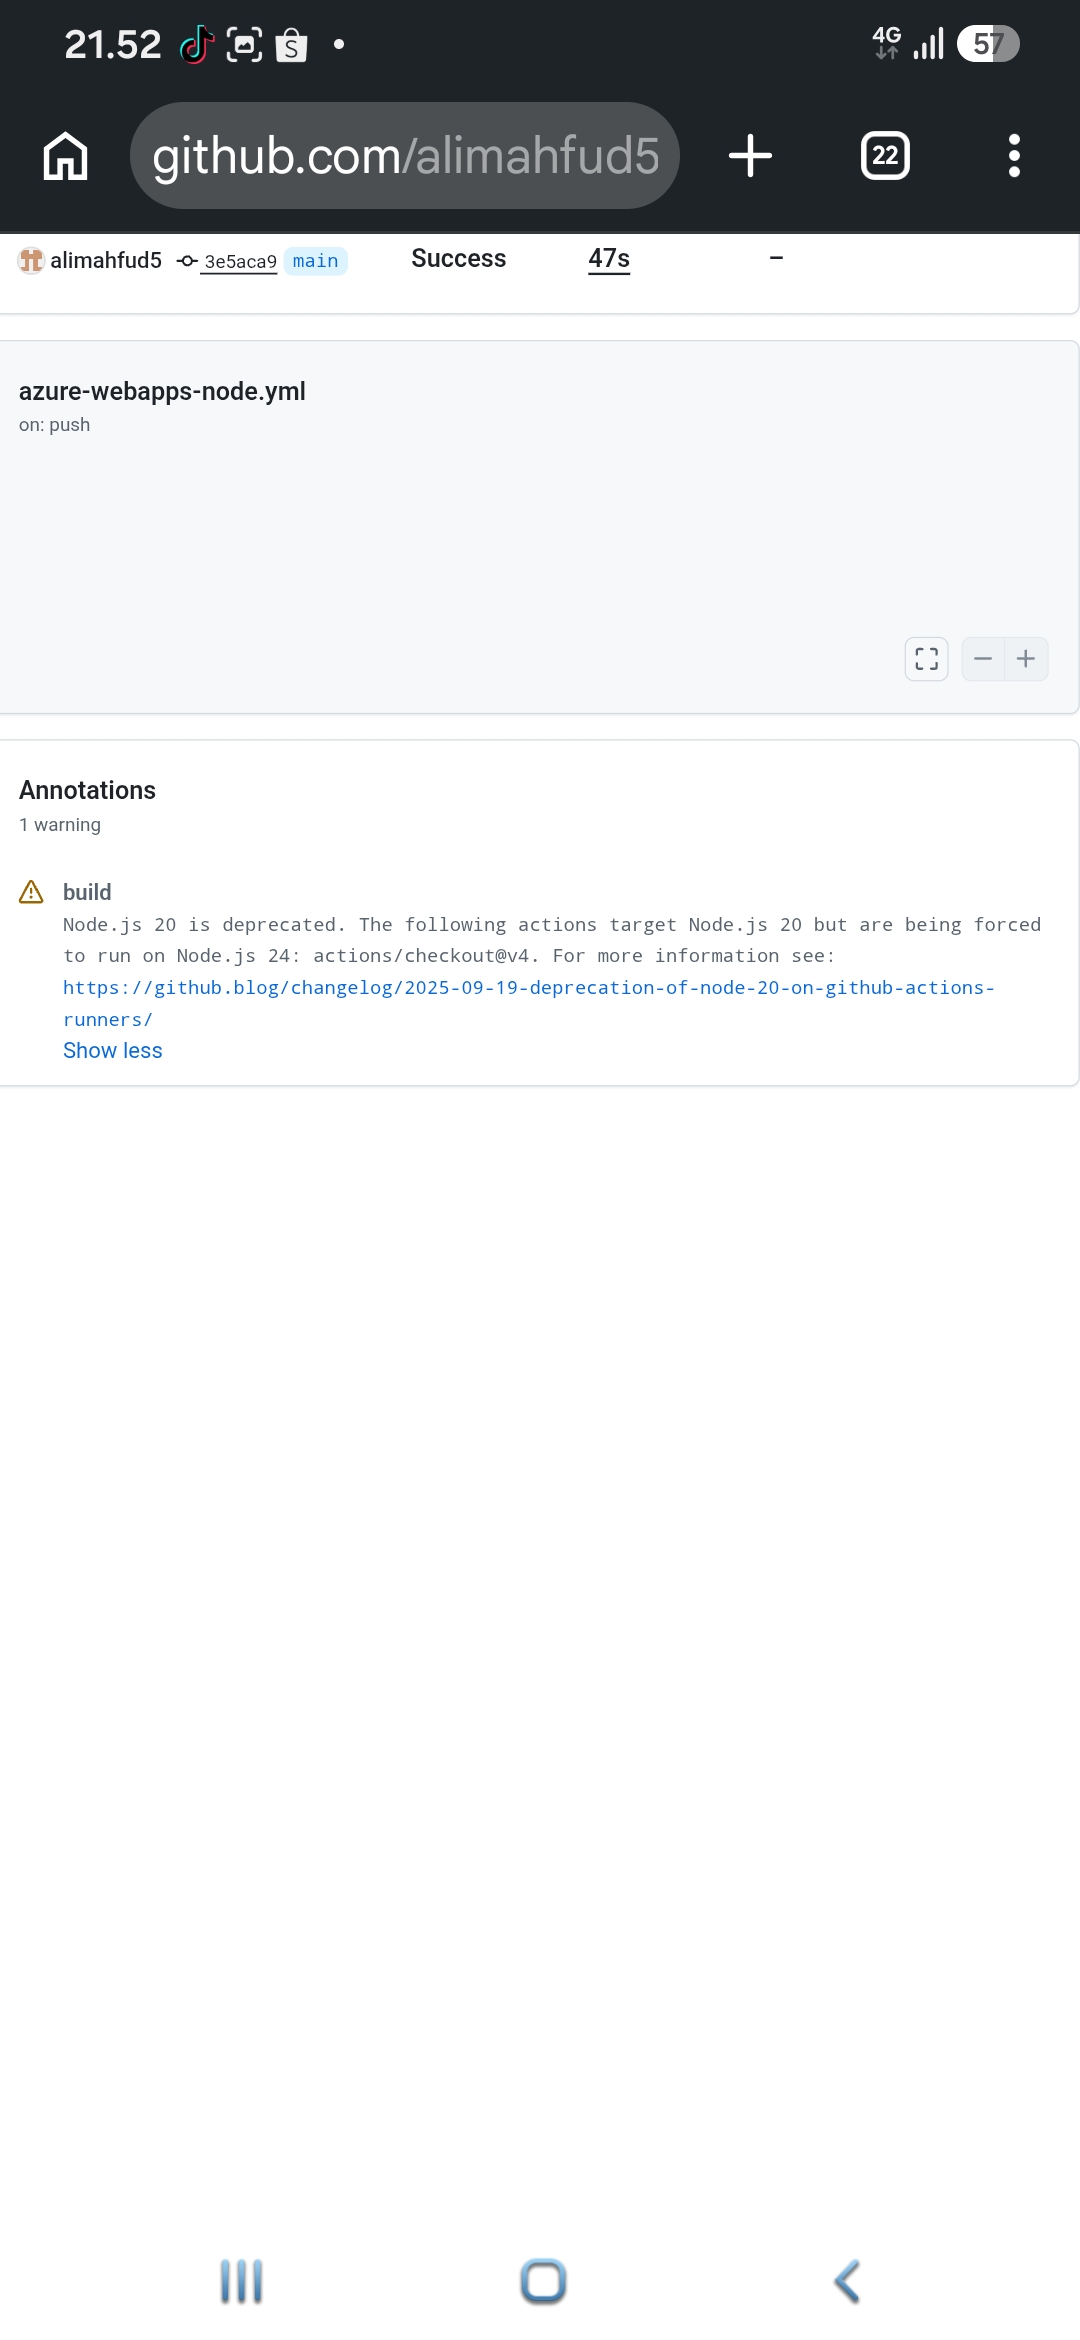 21.52
4G
57
github.com/alimahfud5
22
alimahfud5 3e5aca9 main Success 47s –
azure-webapps-node.yml
on: push
Annotations
1 warning
build
Node.js 20 is deprecated. The following actions target Node.js 20 but are being forced
to run on Node.js 24: actions/checkout@v4. For more information see:
https://github.blog/changelog/2025-09-19-deprecation-of-node-20-on-github-actions-
runners/
Show less